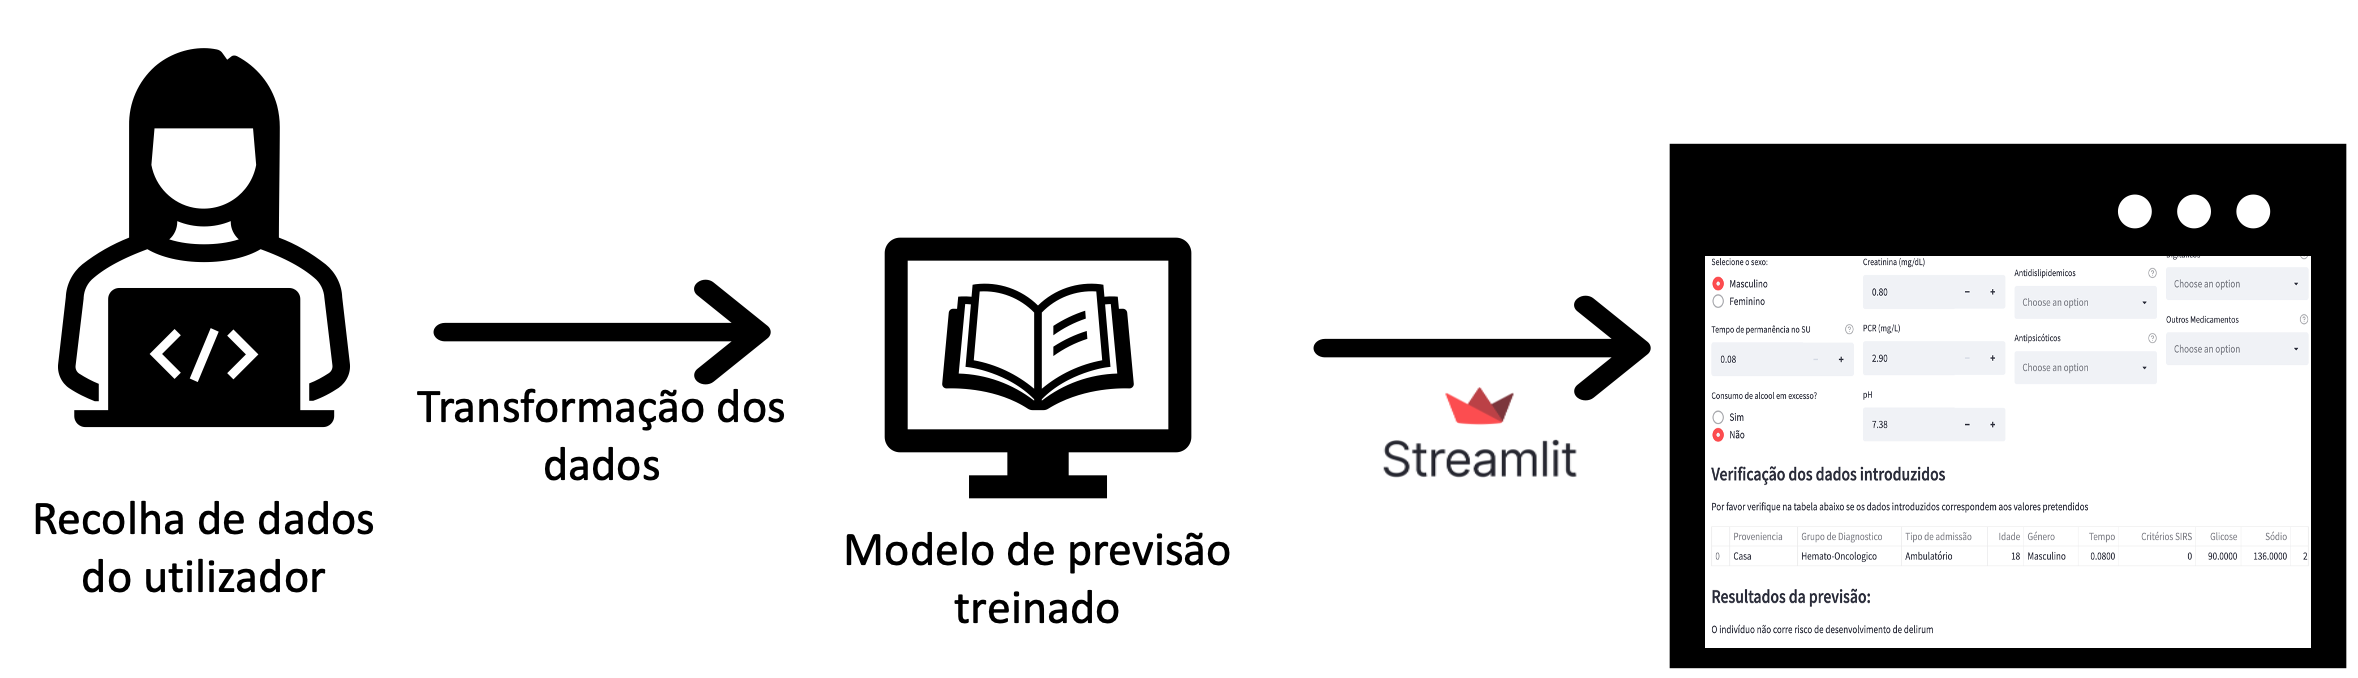 </>
Recolha de dados
do utilizador
Transformação dos
dados
Modelo de previsão
treinado
Streamlit
Selecione o sexo:
Masculino
Feminino
Tempo de permanência no SU
0.08
Consumo de alcool em excesso?
Sim
Não
Creatinina (mg/dL)
0.80
PCR (mg/L)
2.90
pH
7.38
Antidislipidemicos
Choose an option
Antipsicóticos
Choose an option
Choose an option
Outros Medicamentos
Choose an option
Verificação dos dados introduzidos
Por favor verifique na tabela abaixo se os dados introduzidos correspondem aos valores pretendidos
Proveniencia Grupo de Diagnostico Tipo de admissão Idade Género Tempo Critérios SIRS Glicose Sódio
0 Casa Hemato-Oncologico Ambulatório 18 Masculino 0.0800 0 90.0000 136.0000 2
Resultados da previsão:
O indivíduo não corre risco de desenvolvimento de delirum